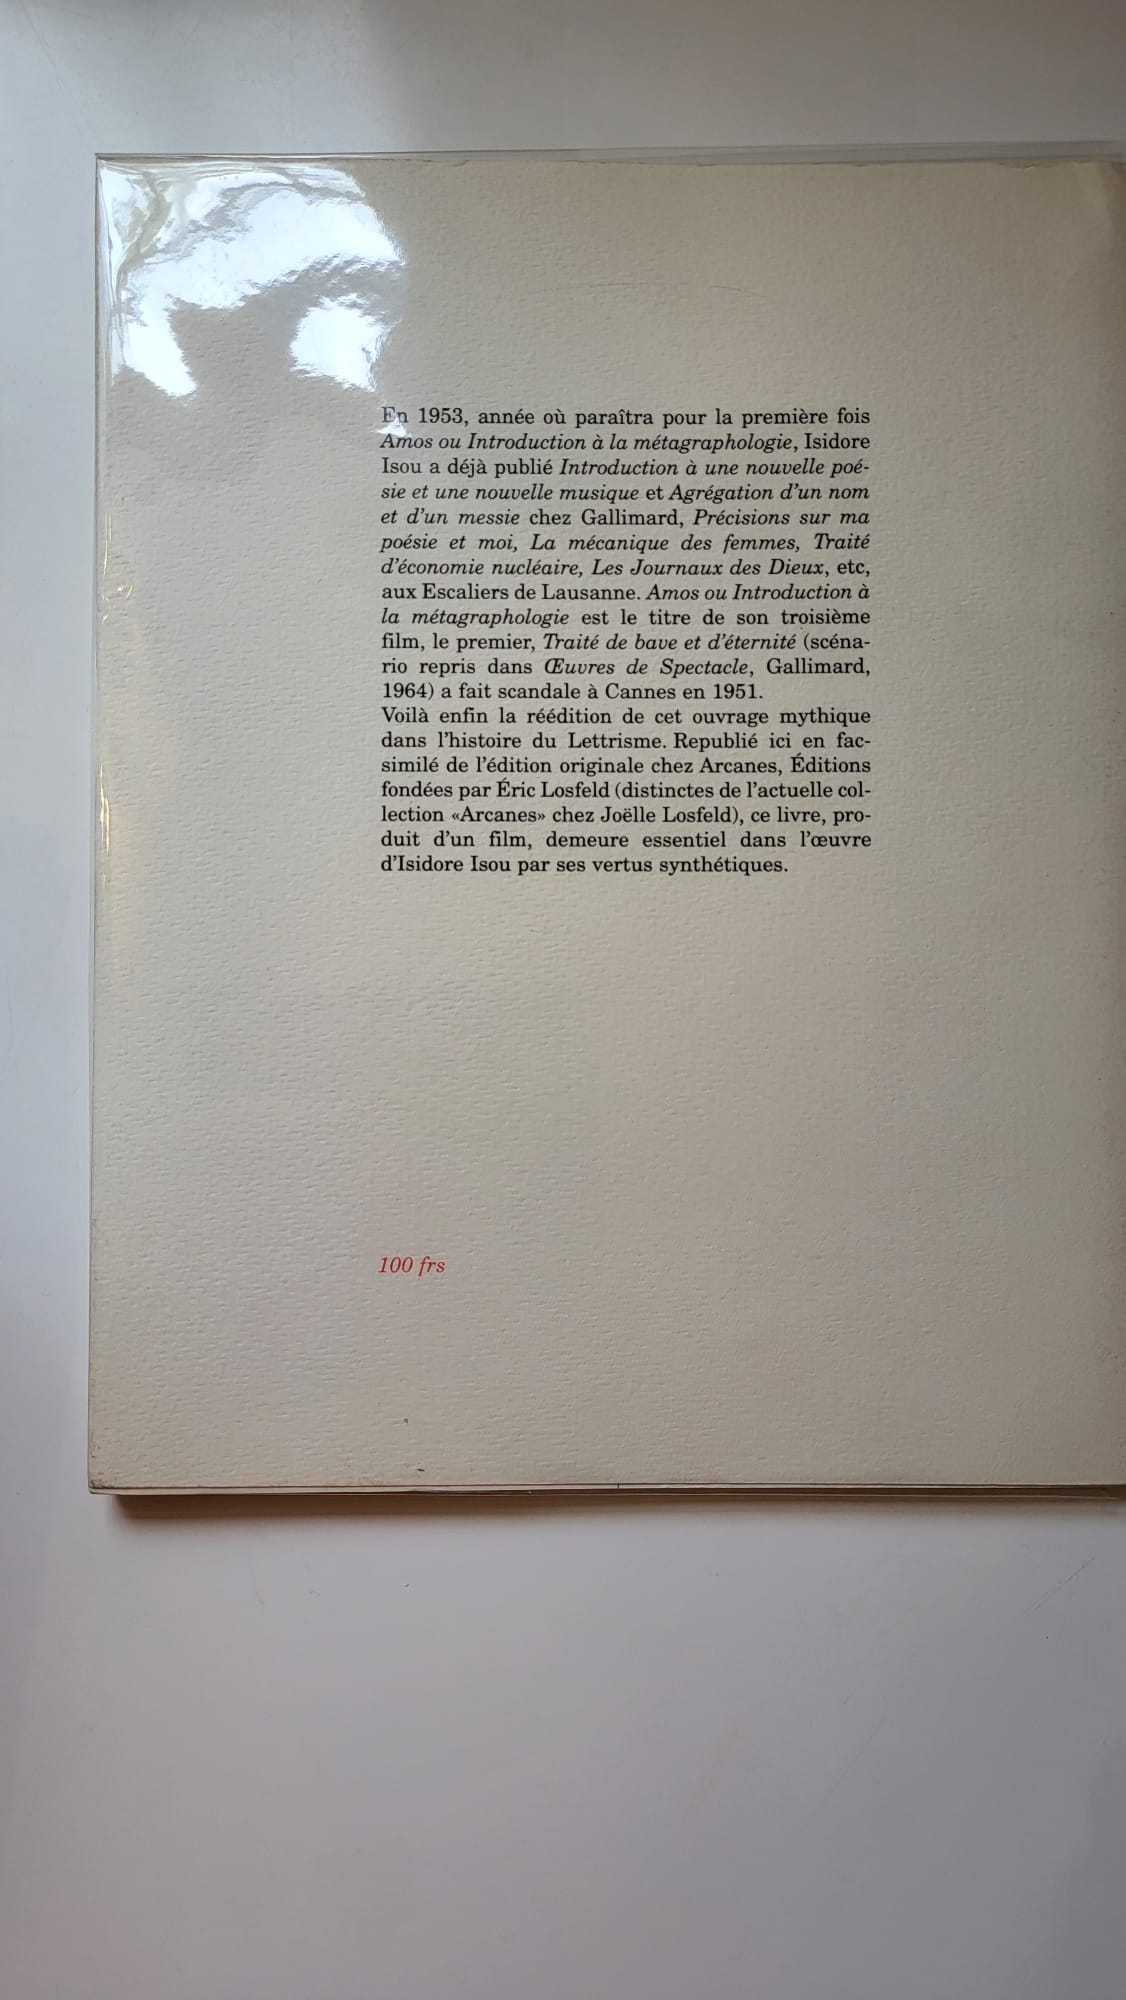 En 1953, année où paraîtra pour la première fois
Amos ou Introduction à la métagraphologie, Isidore
Isou a déjà publié Introduction à une nouvelle poé-
sie et une nouvelle musique et Agrégation d'un nom
et d'un messie chez Gallimard, Précisions sur ma
poésie et moi, La mécanique des femmes, Traité
d'économie nucléaire, Les Journaux des Dieux, etc,
aux Escaliers de Lausanne. Amos ou Introduction à
la métagraphologie est le titre de son troisième
film, le premier, Traité de bave et d'éternité (scéna-
rio repris dans Œuvres de Spectacle, Gallimard,
1964) a fait scandale à Cannes en 1951.
Voilà enfin la réédition de cet ouvrage mythique
dans l'histoire du Lettrisme. Republié ici en fac-
similé de l'édition originale chez Arcanes, Éditions
fondées par Éric Losfeld (distinctes de l'actuelle col-
lection «Arcanes» chez Joëlle Losfeld), ce livre, pro-
duit d'un film, demeure essentiel dans l'œuvre
d'Isidore Isou par ses vertus synthétiques.
100 frs